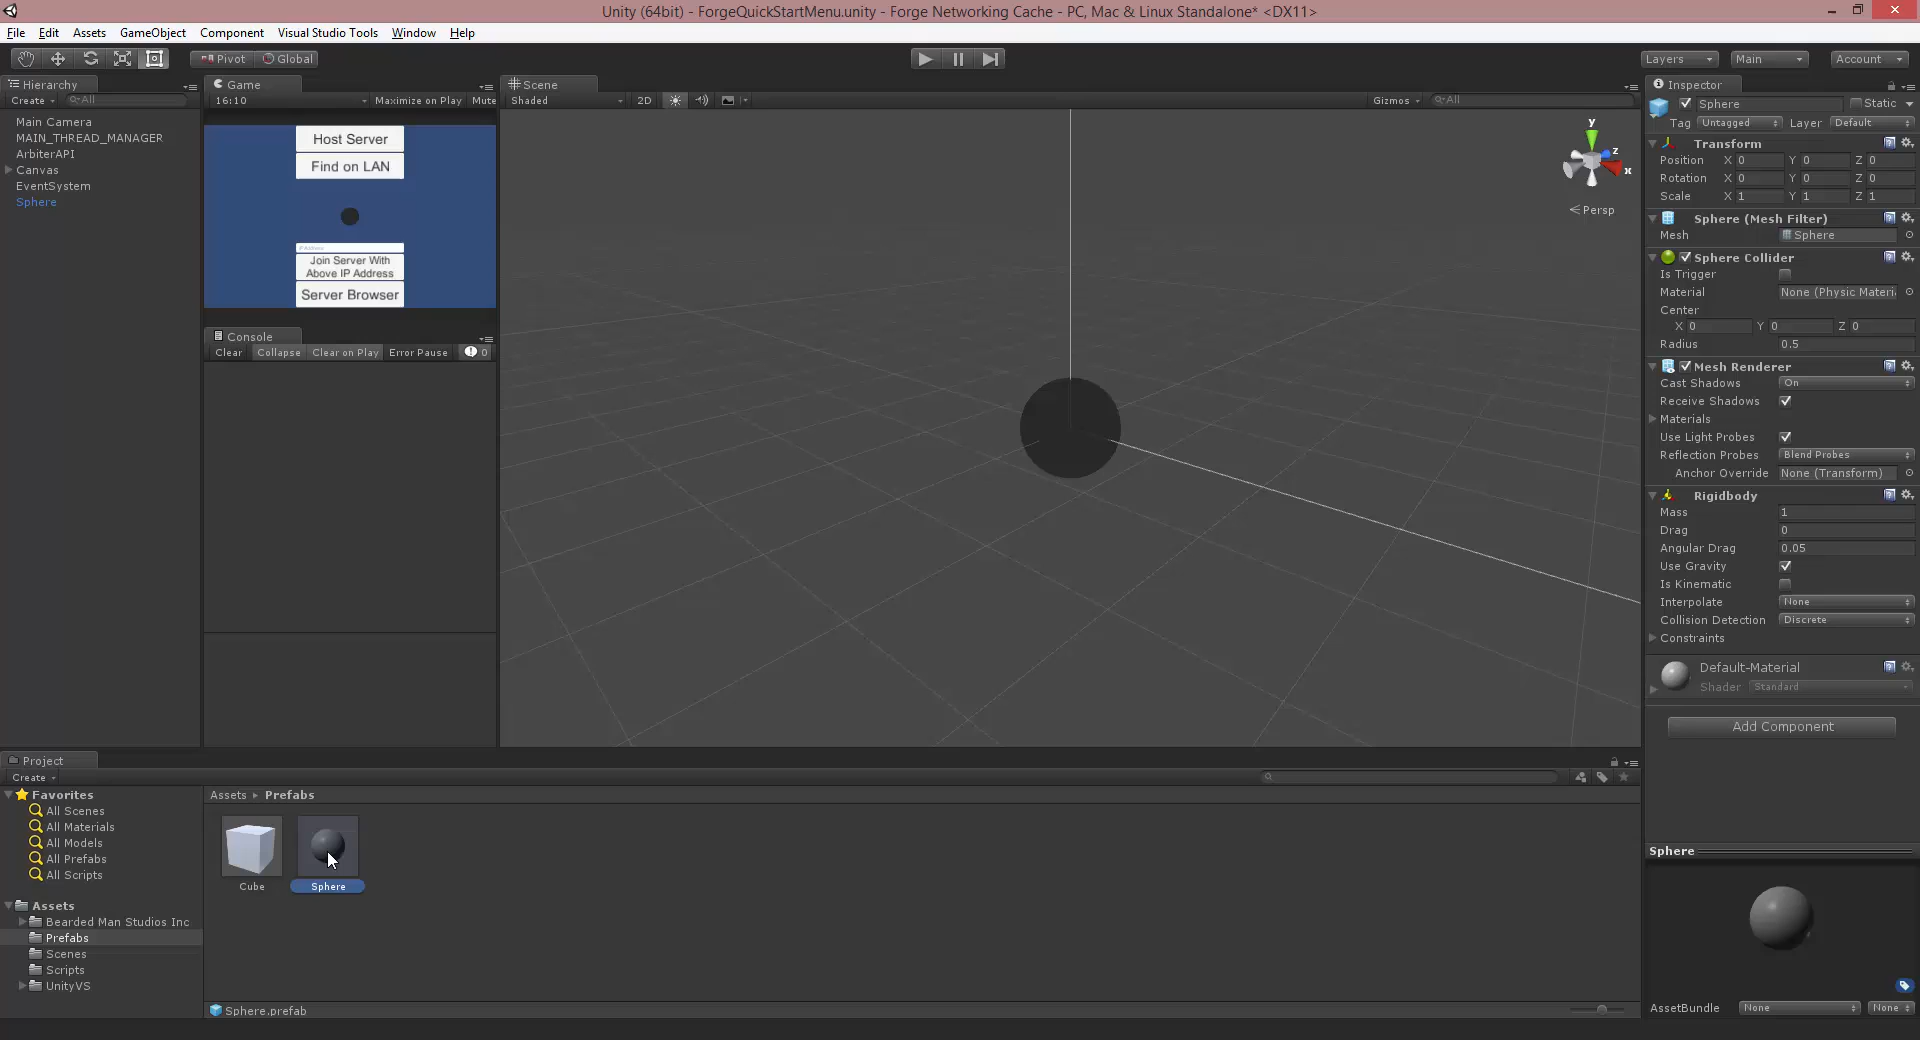 Unity (64bit) - ForgeQuickStartMenu.unity - Forge Networking Cache - PC, Mac & Linux Standalone* <DX11>
File Edit Assets GameObject Component Visual Studio Tools Window Help
Pivot Global
Layers Main Account
Hierarchy
Create All
Main Camera
MAIN_THREAD_MANAGER
ArbiterAPI
Canvas
EventSystem
Sphere
Game
16:10 Maximize on Play Mute
Host Server
Find on LAN
IP Address
Join Server With
Above IP Address
Server Browser
Console
Clear Collapse Clear on Play Error Pause 0
Scene
Shaded 2D Gizmos All
y
z
x
Persp
Inspector
Sphere Static
Tag Untagged Layer Default
Transform
Position X 0 Y 0 Z 0
Rotation X 0 Y 0 Z 0
Scale X 1 Y 1 Z 1
Sphere (Mesh Filter)
Mesh Sphere
Sphere Collider
Is Trigger
Material None (Physic Materi
Center
X 0 Y 0 Z 0
Radius 0.5
Mesh Renderer
Cast Shadows On
Receive Shadows
Materials
Use Light Probes
Reflection Probes Blend Probes
Anchor Override None (Transform)
Rigidbody
Mass 1
Drag 0
Angular Drag 0.05
Use Gravity
Is Kinematic
Interpolate None
Collision Detection Discrete
Constraints
Default-Material
Shader Standard
Add Component
Sphere
AssetBundle None None
Project
Create
Favorites
All Scenes
All Materials
All Models
All Prefabs
All Scripts
Assets
Bearded Man Studios Inc
Prefabs
Scenes
Scripts
UnityVS
Assets Prefabs
Cube Sphere
Sphere.prefab